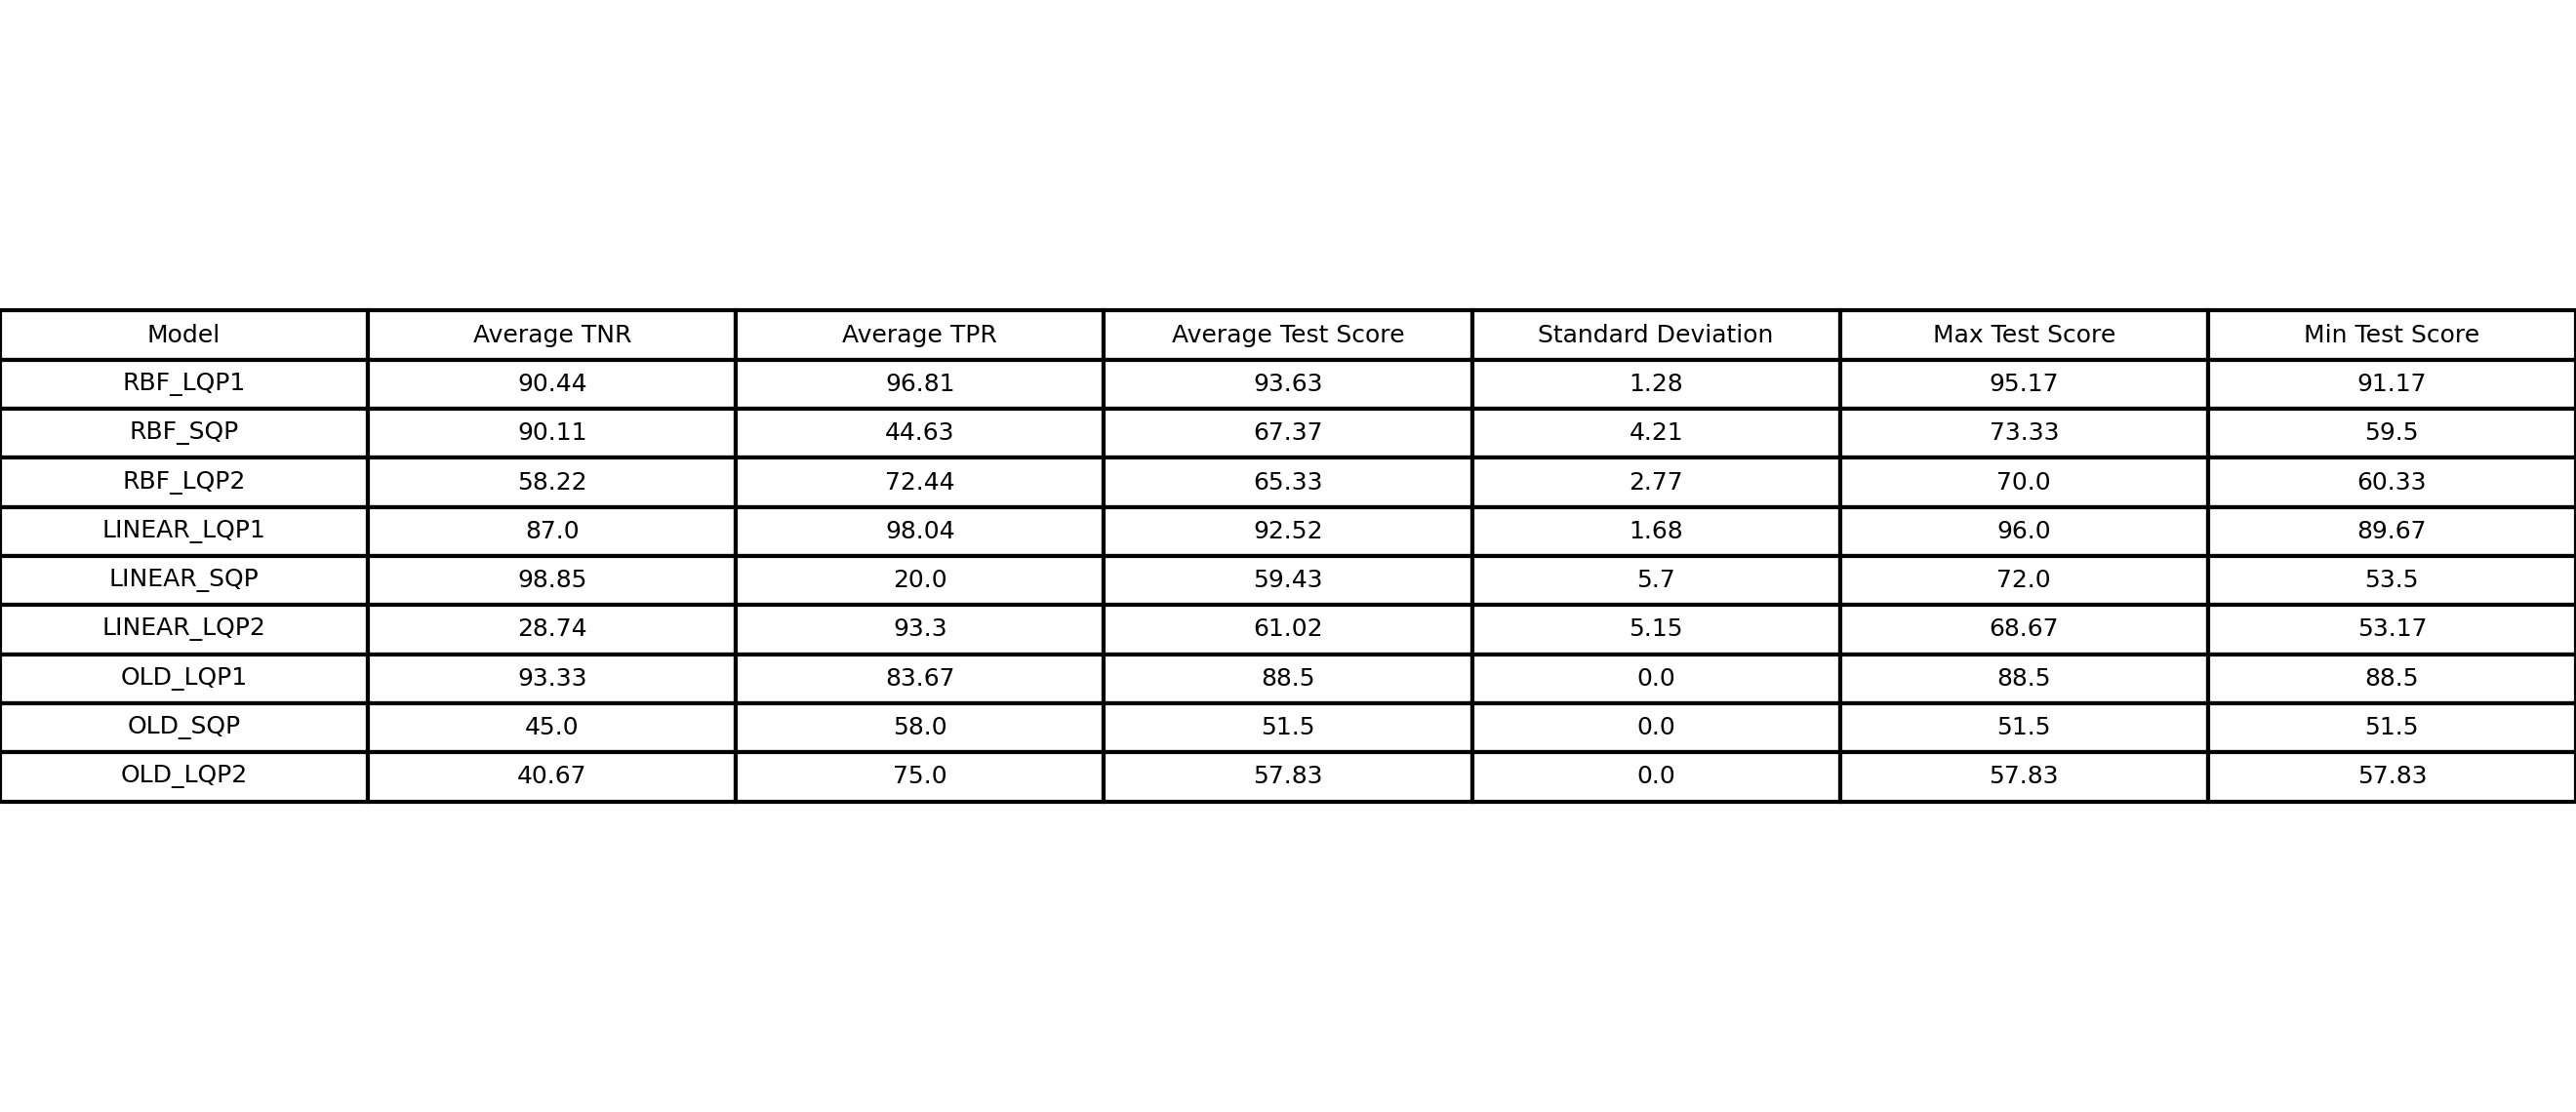 Model Average TNR Average TPR Average Test Score Standard Deviation Max Test Score Min Test Score
RBF_LQP1 90.44 96.81 93.63 1.28 95.17 91.17
RBF_SQP 90.11 44.63 67.37 4.21 73.33 59.5
RBF_LQP2 58.22 72.44 65.33 2.77 70.0 60.33
LINEAR_LQP1 87.0 98.04 92.52 1.68 96.0 89.67
LINEAR_SQP 98.85 20.0 59.43 5.7 72.0 53.5
LINEAR_LQP2 28.74 93.3 61.02 5.15 68.67 53.17
OLD_LQP1 93.33 83.67 88.5 0.0 88.5 88.5
OLD_SQP 45.0 58.0 51.5 0.0 51.5 51.5
OLD_LQP2 40.67 75.0 57.83 0.0 57.83 57.83